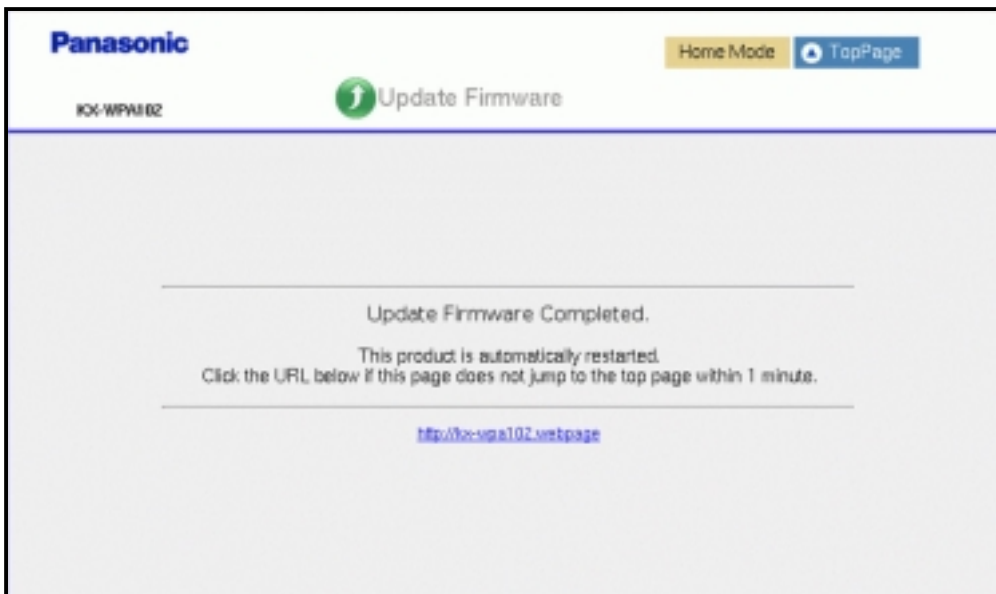 Panasonic
Home Mode
TopPage
KX-WPA102
Update Firmware
Update Firmware Completed.
This product is automatically restarted.
Click the URL below if this page does not jump to the top page within 1 minute.
http://kx-wpa102.webpage